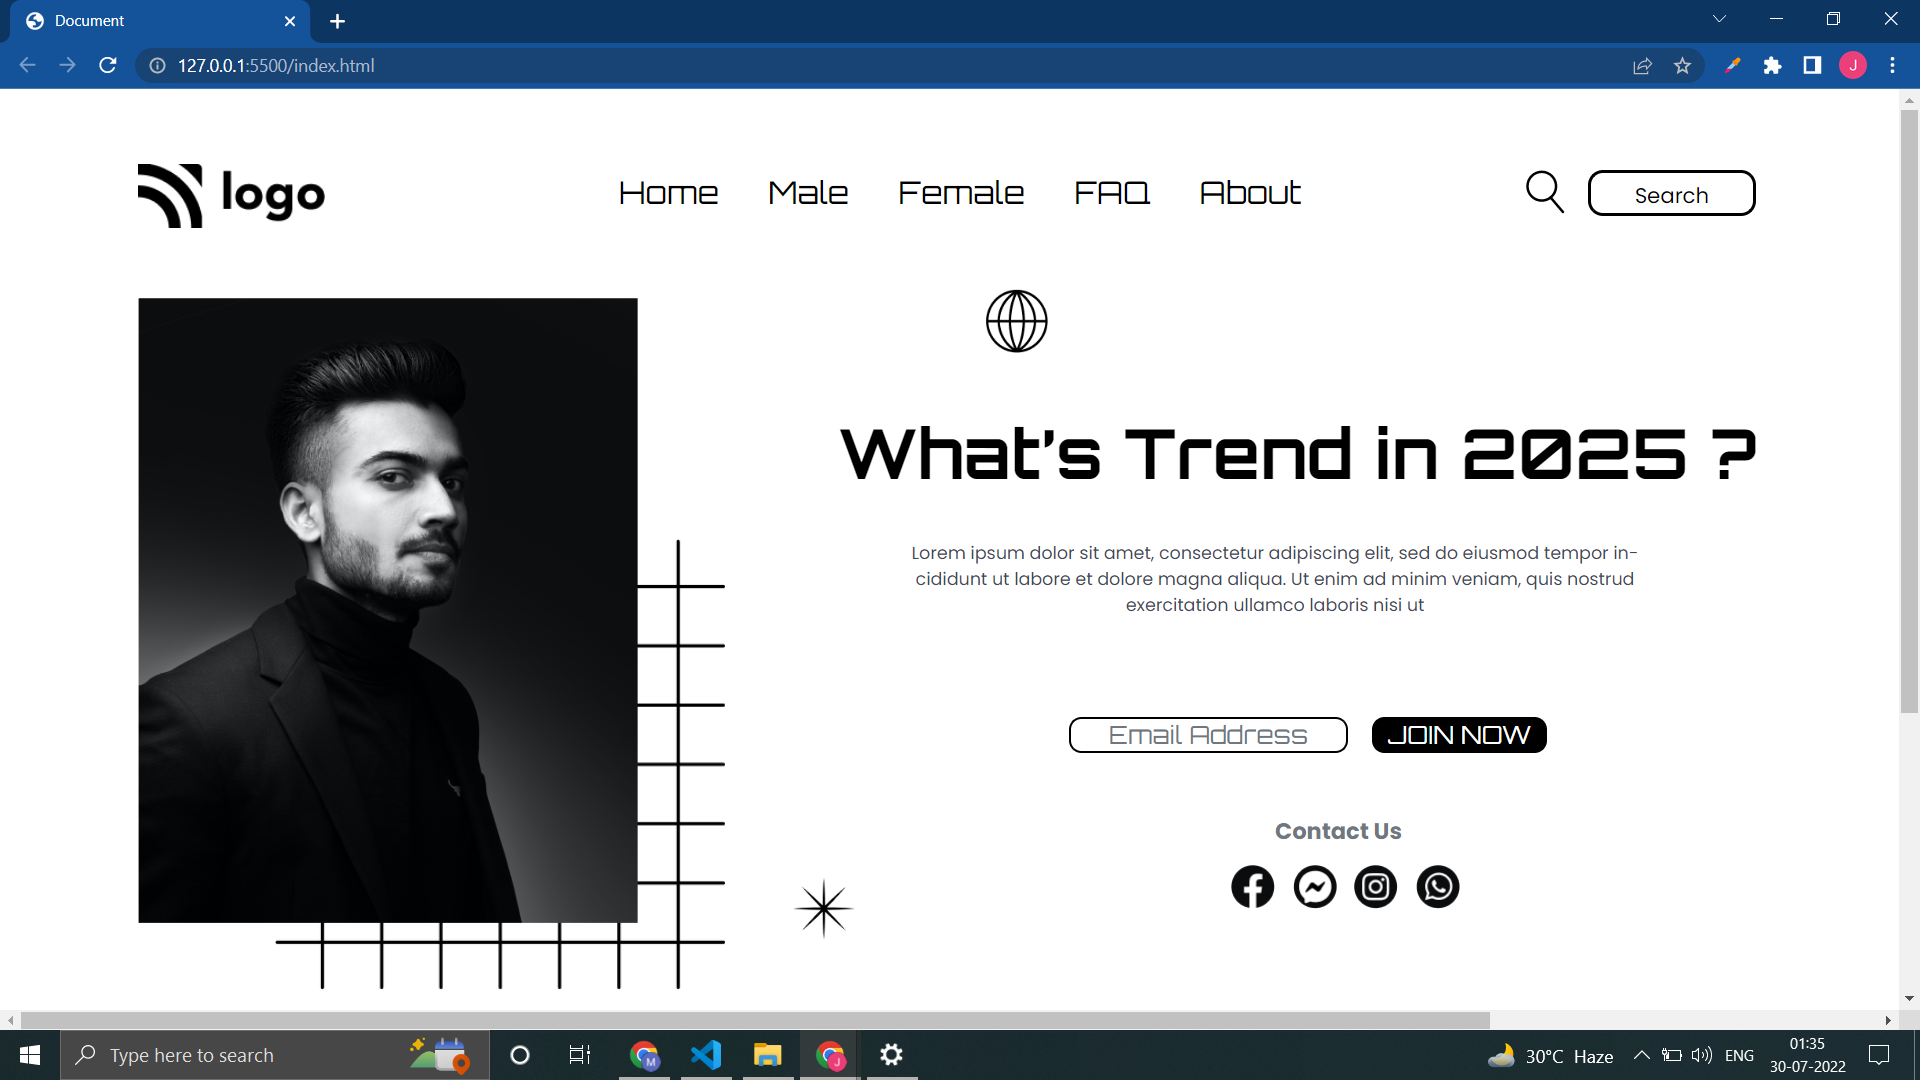 Document
127.0.0.1:5500/index.html
J
logo
Home Male Female FAQ About
Search
What's Trend in 2025 ?
Lorem ipsum dolor sit amet, consectetur adipiscing elit, sed do eiusmod tempor in-
cididunt ut labore et dolore magna aliqua. Ut enim ad minim veniam, quis nostrud
exercitation ullamco laboris nisi ut
Email Address JOIN NOW
Contact Us
Type here to search
M
J
30°C Haze
ENG
01:35
30-07-2022